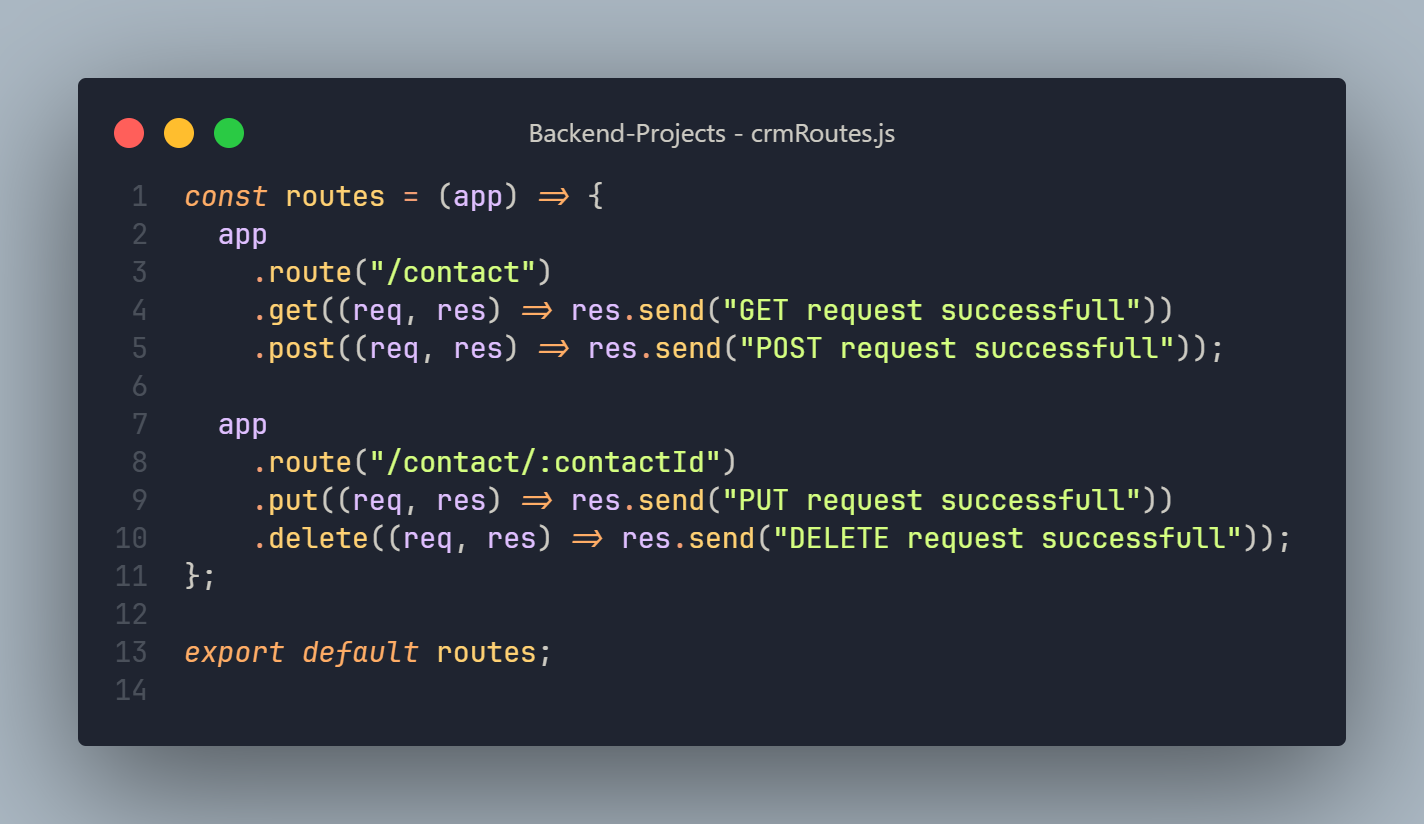 Backend-Projects - crmRoutes.js
1 const routes = (app) => {
2   app
3     .route("/contact")
4     .get((req, res) => res.send("GET request successfull"))
5     .post((req, res) => res.send("POST request successfull"));
6
7   app
8     .route("/contact/:contactId")
9     .put((req, res) => res.send("PUT request successfull"))
10     .delete((req, res) => res.send("DELETE request successfull"));
11 };
12
13 export default routes;
14